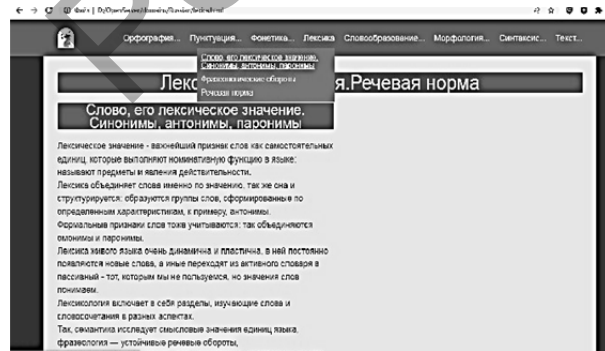 Файл
Орфография... Пунктуация... Фонетика... Лексика Словообразование... Морфология... Синтаксис... Текст...
Слово, его лексическое значение.
Синонимы, антонимы, паронимы
Фразеологические обороты
Речевая норма
Лек я.Речевая норма
Слово, его лексическое значение.
Синонимы, антонимы, паронимы
Лексическое значение - важнейший признак слов как самостоятельных
единиц, которые выполняют номинативную функцию в языке:
называют предметы и явления действительности.
Лексика объединяет слова именно по значению, так же она и
структурируется: образуются группы слов, сформированные по
определенным характеристикам, к примеру, антонимы.
Формальные признаки слов тоже учитываются: так объединяются
омонимы и паронимы.
Лексика живого языка очень динамична и пластична, в ней постоянно
появляются новые слова, а иные переходят из активного словаря в
пассивный - тот, которым мы не пользуемся, но значения слов
понимаем.
Лексикология включает в себя разделы, изучающие слова и
словосочетания в разных аспектах.
Так, семантика исследует смысловые значения единиц языка,
фразеология — устойчивые речевые обороты,